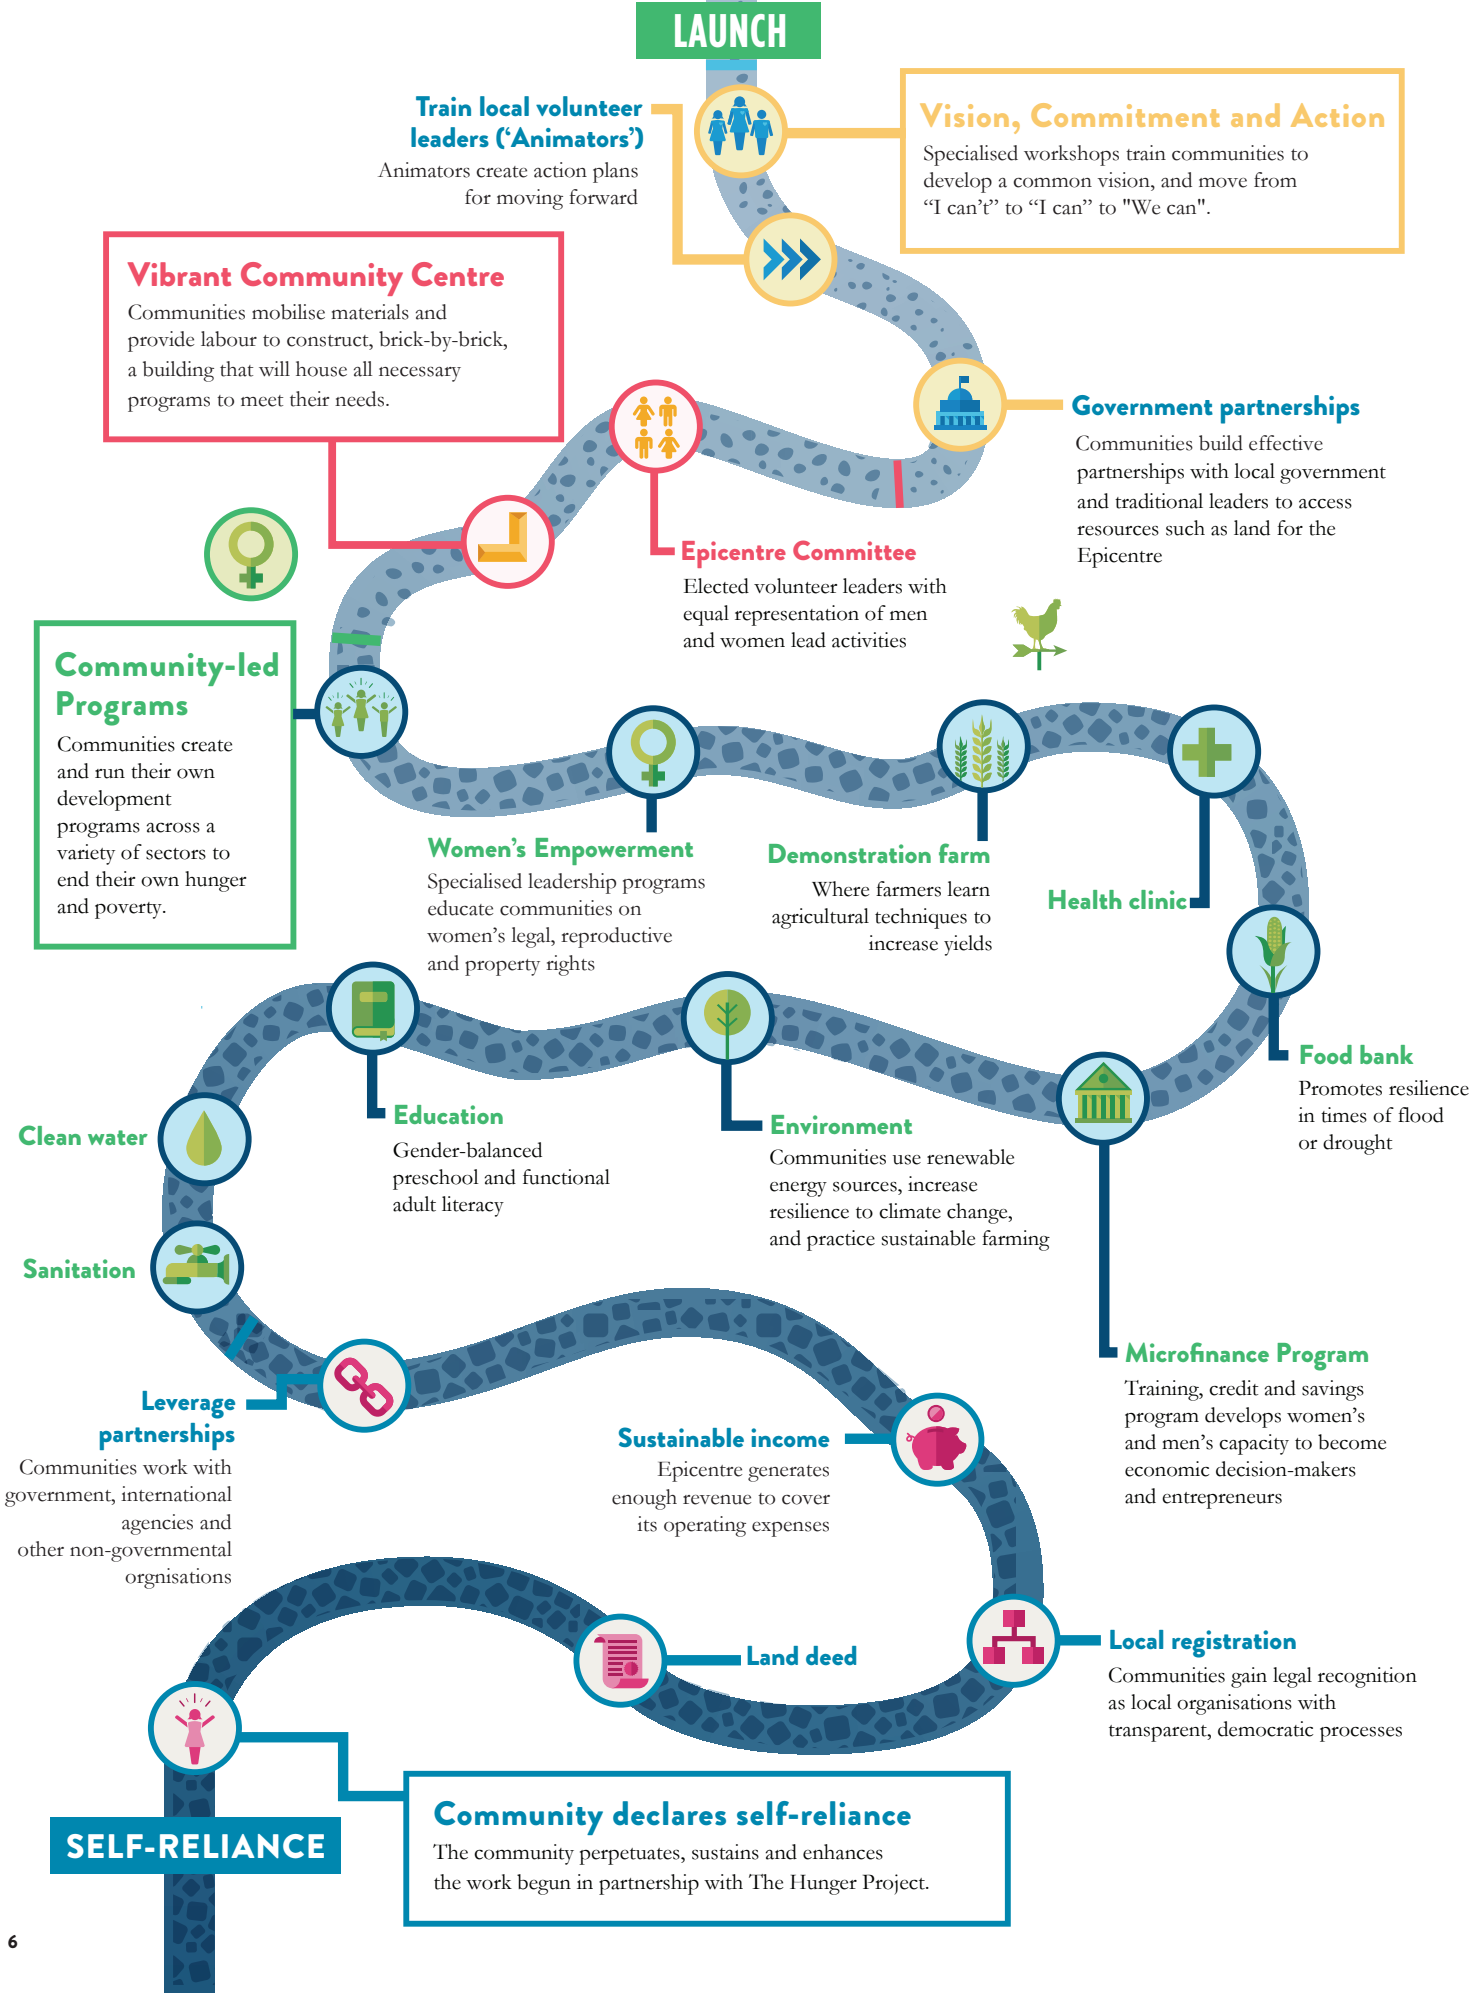 LAUNCH
Train local volunteer
leaders (‘Animators’)
Animators create action plans
for moving forward
Vision, Commitment and Action
Specialised workshops train communities to
develop a common vision, and move from
“I can’t” to “I can” to "We can".
Vibrant Community Centre
Communities mobilise materials and
provide labour to construct, brick-by-brick,
a building that will house all necessary
programs to meet their needs.
Government partnerships
Communities build effective
partnerships with local government
and traditional leaders to access
resources such as land for the
Epicentre
Epicentre Committee
Elected volunteer leaders with
equal representation of men
and women lead activities
Community-led
Programs
Communities create
and run their own
development
programs across a
variety of sectors to
end their own hunger
and poverty.
Women’s Empowerment
Specialised leadership programs
educate communities on
women’s legal, reproductive
and property rights
Demonstration farm
Where farmers learn
agricultural techniques to
increase yields
Health clinic
Food bank
Promotes resilience
in times of flood
or drought
Education
Gender-balanced
preschool and functional
adult literacy
Environment
Communities use renewable
energy sources, increase
resilience to climate change,
and practice sustainable farming
Clean water
Sanitation
Microfinance Program
Training, credit and savings
program develops women’s
and men’s capacity to become
economic decision-makers
and entrepreneurs
Leverage
partnerships
Communities work with
government, international
agencies and
other non-governmental
orgnisations
Sustainable income
Epicentre generates
enough revenue to cover
its operating expenses
Local registration
Communities gain legal recognition
as local organisations with
transparent, democratic processes
Land deed
Community declares self-reliance
The community perpetuates, sustains and enhances
the work begun in partnership with The Hunger Project.
SELF-RELIANCE
6